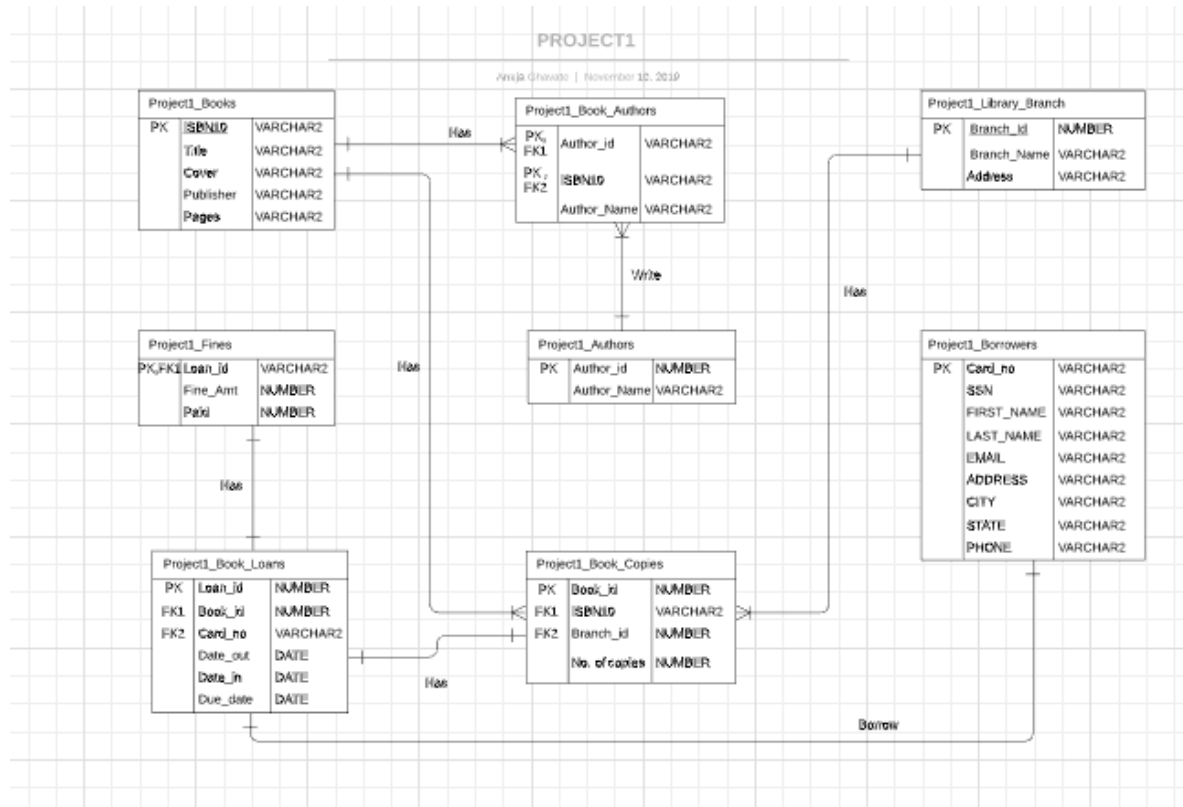 PROJECT1
Anuja Ghavate | November 10, 2019
Project1_Books
PK ISBN10 VARCHAR2
Title VARCHAR2
Cover VARCHAR2
Publisher VARCHAR2
Pages VARCHAR2
Has
Project1_Book_Authors
PK, FK1 Author_id VARCHAR2
PK, FK2 ISBN10 VARCHAR2
Author_Name VARCHAR2
Project1_Library_Branch
PK Branch_Id NUMBER
Branch_Name VARCHAR2
Address VARCHAR2
Write
Has
Project1_Fines
PK,FK1 Loan_id VARCHAR2
Fine_Amt NUMBER
Paid NUMBER
Has
Project1_Authors
PK Author_id NUMBER
Author_Name VARCHAR2
Project1_Borrowers
PK Card_no VARCHAR2
SSN VARCHAR2
FIRST_NAME VARCHAR2
LAST_NAME VARCHAR2
EMAIL VARCHAR2
ADDRESS VARCHAR2
CITY VARCHAR2
STATE VARCHAR2
PHONE VARCHAR2
Has
Project1_Book_Loans
PK Loan_id NUMBER
FK1 Book_id NUMBER
FK2 Card_no VARCHAR2
Date_out DATE
Date_in DATE
Due_date DATE
Project1_Book_Copies
PK Book_id NUMBER
FK1 ISBN10 VARCHAR2
FK2 Branch_id NUMBER
No. of copies NUMBER
Has
Borrow